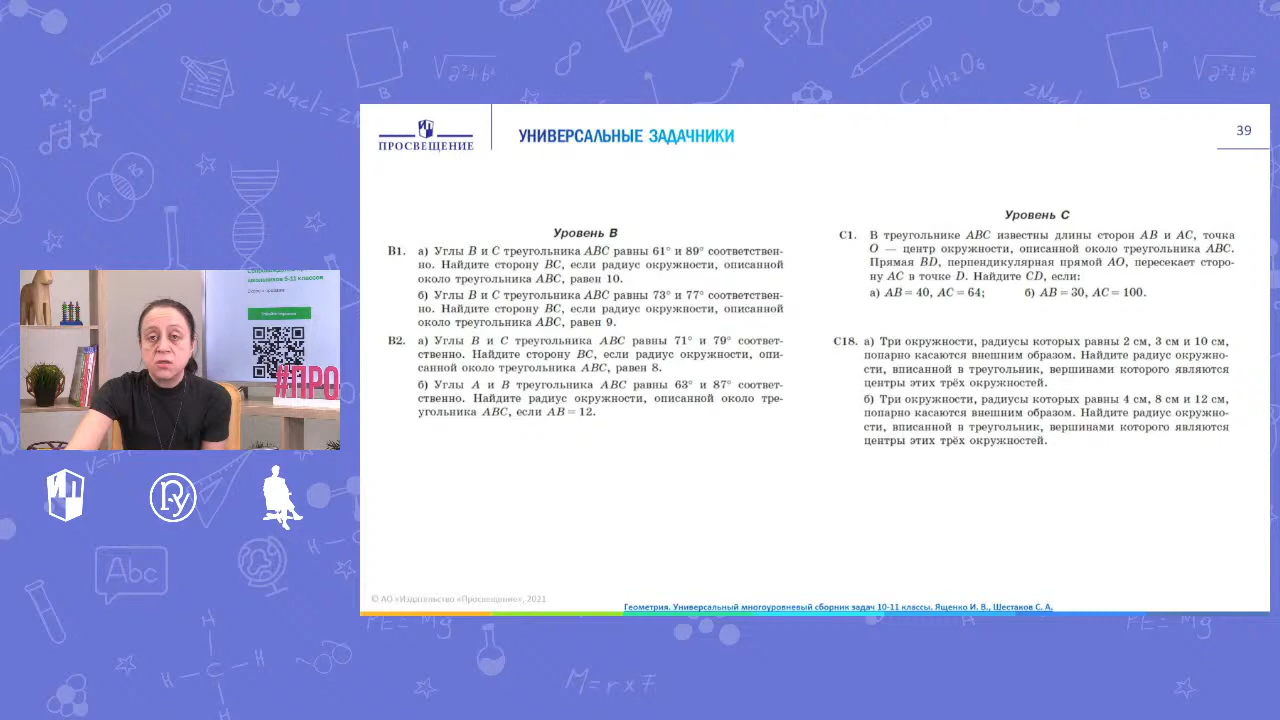 ПРОСВЕЩЕНИЕ
УНИВЕРСАЛЬНЫЕ ЗАДАЧНИКИ
39
Уровень В
В1. а) Углы B и C треугольника ABC равны 61° и 89° соответствен-
но. Найдите сторону BC, если радиус окружности, описанной
около треугольника ABC, равен 10.
б) Углы B и C треугольника ABC равны 73° и 77° соответствен-
но. Найдите сторону BC, если радиус окружности, описанной
около треугольника ABC, равен 9.
В2. а) Углы B и C треугольника ABC равны 71° и 79° соответ-
ственно. Найдите сторону BC, если радиус окружности, опи-
санной около треугольника ABC, равен 8.
б) Углы A и B треугольника ABC равны 63° и 87° соответ-
ственно. Найдите радиус окружности, описанной около тре-
угольника ABC, если AB = 12.
Уровень С
С1. В треугольнике ABC известны длины сторон AB и AC, точка
O — центр окружности, описанной около треугольника ABC.
Прямая BD, перпендикулярная прямой AO, пересекает сторо-
ну AC в точке D. Найдите CD, если:
а) AB = 40, AC = 64; б) AB = 30, AC = 100.
С18. а) Три окружности, радиусы которых равны 2 см, 3 см и 10 см,
попарно касаются внешним образом. Найдите радиус окружно-
сти, вписанной в треугольник, вершинами которого являются
центры этих трёх окружностей.
б) Три окружности, радиусы которых равны 4 см, 8 см и 12 см,
попарно касаются внешним образом. Найдите радиус окружно-
сти, вписанной в треугольник, вершинами которого являются
центры этих трёх окружностей.
© АО «Издательство «Просвещение», 2021
Геометрия. Универсальный многоуровневый сборник задач 10-11 классы. Ященко И. В., Шестаков С. А.
школьников 5-11 классов
#ПРО
Abc
M = r x F
C₆H₁₂O₆